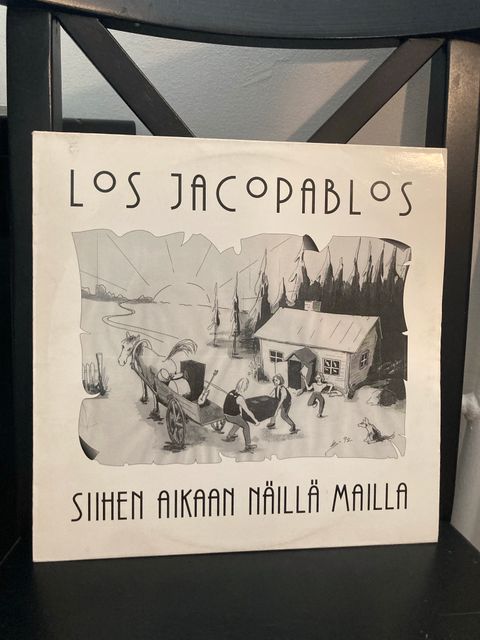 LOS JACOPABLOS
SIIHEN AIKAAN NÄILLÄ MAILLA